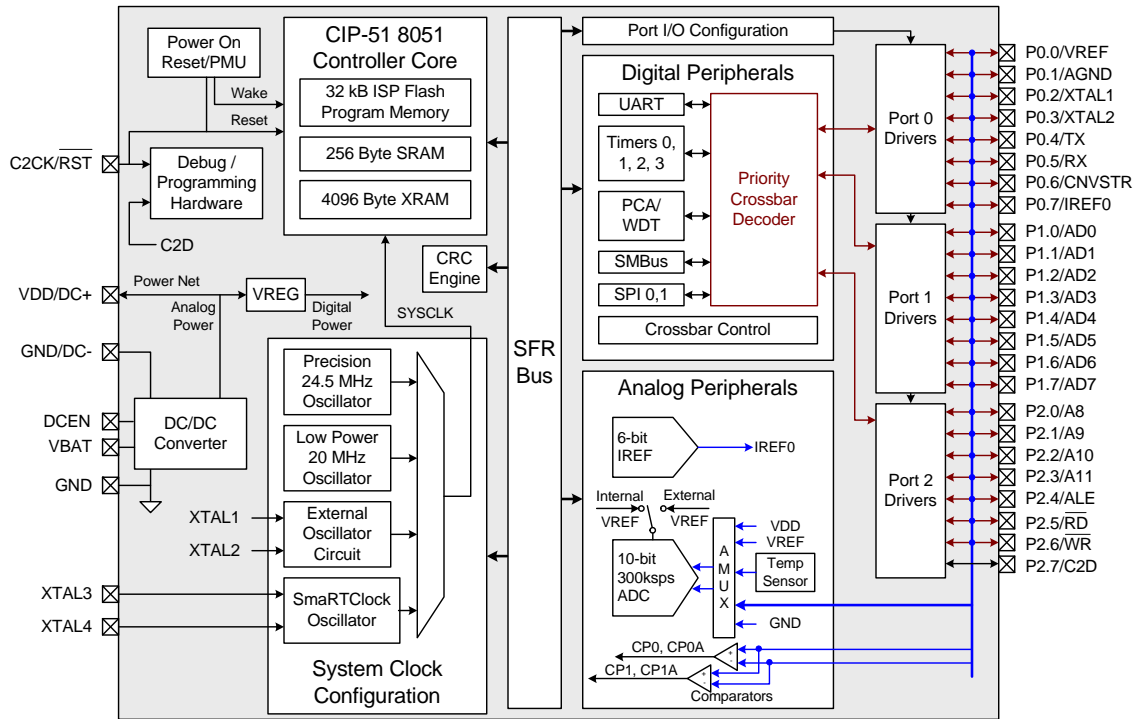 Power On
Reset/PMU
Wake
Reset
C2CK/RST
Debug /
Programming
Hardware
C2D
CIP-51 8051
Controller Core
32 kB ISP Flash
Program Memory
256 Byte SRAM
4096 Byte XRAM
CRC
Engine
VDD/DC+
Power Net
VREG
Analog
Power
Digital
Power
SYSCLK
GND/DC-
DCEN
VBAT
GND
DC/DC
Converter
XTAL1
XTAL2
XTAL3
XTAL4
Precision
24.5 MHz
Oscillator
Low Power
20 MHz
Oscillator
External
Oscillator
Circuit
SmaRTClock
Oscillator
System Clock
Configuration
SFR
Bus
Port I/O Configuration
Digital Peripherals
UART
Timers 0,
1, 2, 3
PCA/
WDT
SMBus
SPI 0,1
Priority
Crossbar
Decoder
Crossbar Control
Analog Peripherals
6-bit
IREF
IREF0
Internal
VREF
External
VREF
10-bit
300ksps
ADC
A
M
U
X
VDD
VREF
Temp
Sensor
GND
CP0, CP0A
+
-
CP1, CP1A
+
-
Comparators
Port 0
Drivers
Port 1
Drivers
Port 2
Drivers
P0.0/VREF
P0.1/AGND
P0.2/XTAL1
P0.3/XTAL2
P0.4/TX
P0.5/RX
P0.6/CNVSTR
P0.7/IREF0
P1.0/AD0
P1.1/AD1
P1.2/AD2
P1.3/AD3
P1.4/AD4
P1.5/AD5
P1.6/AD6
P1.7/AD7
P2.0/A8
P2.1/A9
P2.2/A10
P2.3/A11
P2.4/ALE
P2.5/RD
P2.6/WR
P2.7/C2D